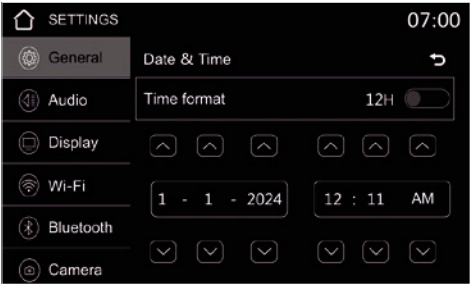 SETTINGS 07:00
General
Date & Time
Audio
Time format 12H
Display
Wi-Fi
1 - 1 - 2024 12 : 11 AM
Bluetooth
Camera